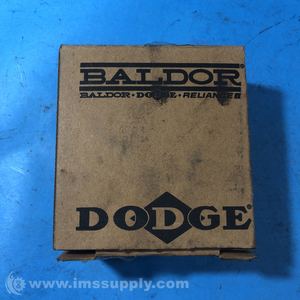 BALDOR®
BALDOR • DODGE • RELIANCE
DODGE®
© www.imssupply.com